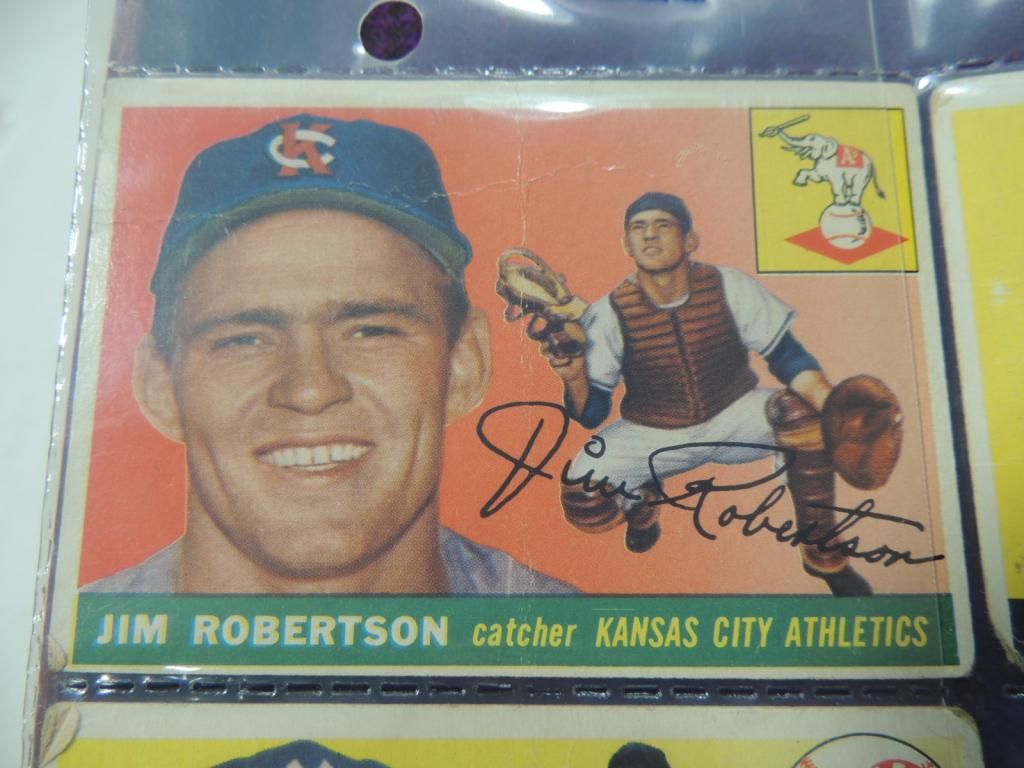 KC
A's
Jim Robertson
JIM ROBERTSON catcher KANSAS CITY ATHLETICS